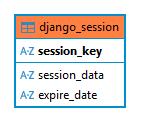 django_session
A-Z session_key
A-Z session_data
A-Z expire_date